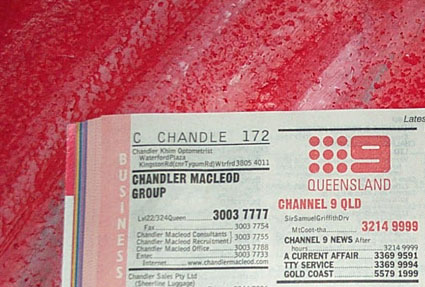 Lates
C CHANDLE 172
BUSINESS
Chandler Khim Optometrist
WaterfordPlaza
KingstonRd(cnrTygumRd)Wtrfrd 3805 4011
CHANDLER MACLEOD
GROUP
Lvl22/324Queen 3003 7777
Fax 3003 7754
Chandler Macleod Consultants 3003 7755
Chandler Macleod Recruitment
Chandler Macleod Office 3003 7788
Enter 3003 7733
Internet www.chandlermacleod.com
Chandler Sales Pty Ltd
(Sheerline Luggage)
9
QUEENSLAND
CHANNEL 9 QLD
SirSamuelGriffithDrv
MtCoot-tha 3214 9999
CHANNEL 9 NEWS After
hours 3214 9999
A CURRENT AFFAIR 3369 9591
TTY SERVICE 3369 9994
GOLD COAST 5579 1999